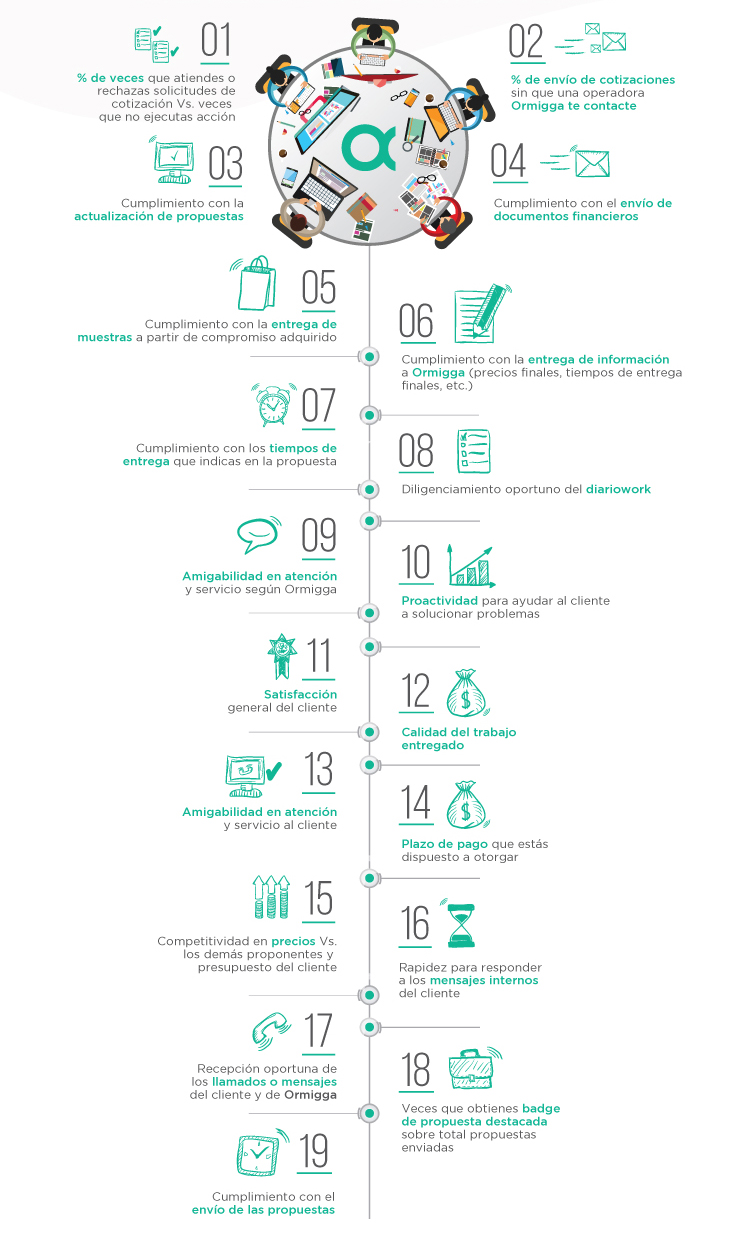 01
% de veces que atiendes o
rechazas solicitudes de
cotización Vs. veces
que no ejecutas acción
02
% de envío de cotizaciones
sin que una operadora
Ormigga te contacte
03
Cumplimiento con la
actualización de propuestas
04
Cumplimiento con el envío de
documentos financieros
05
Cumplimiento con la entrega de
muestras a partir de compromiso adquirido
06
Cumplimiento con la entrega de información
a Ormigga (precios finales, tiempos de entrega
finales, etc.)
07
Cumplimiento con los tiempos de
entrega que indicas en la propuesta
08
Diligenciamiento oportuno del diariowork
09
Amigabilidad en atención
y servicio según Ormigga
10
Proactividad para ayudar al cliente
a solucionar problemas
11
Satisfacción
general del cliente
12
$
Calidad del trabajo
entregado
13
Amigabilidad en atención
y servicio al cliente
14
$
Plazo de pago que estás
dispuesto a otorgar
15
Competitividad en precios Vs.
los demás proponentes y
presupuesto del cliente
16
Rapidez para responder
a los mensajes internos
del cliente
17
Recepción oportuna de
los llamados o mensajes
del cliente y de Ormigga
18
Veces que obtienes badge
de propuesta destacada
sobre total propuestas
enviadas
19
Cumplimiento con el
envío de las propuestas